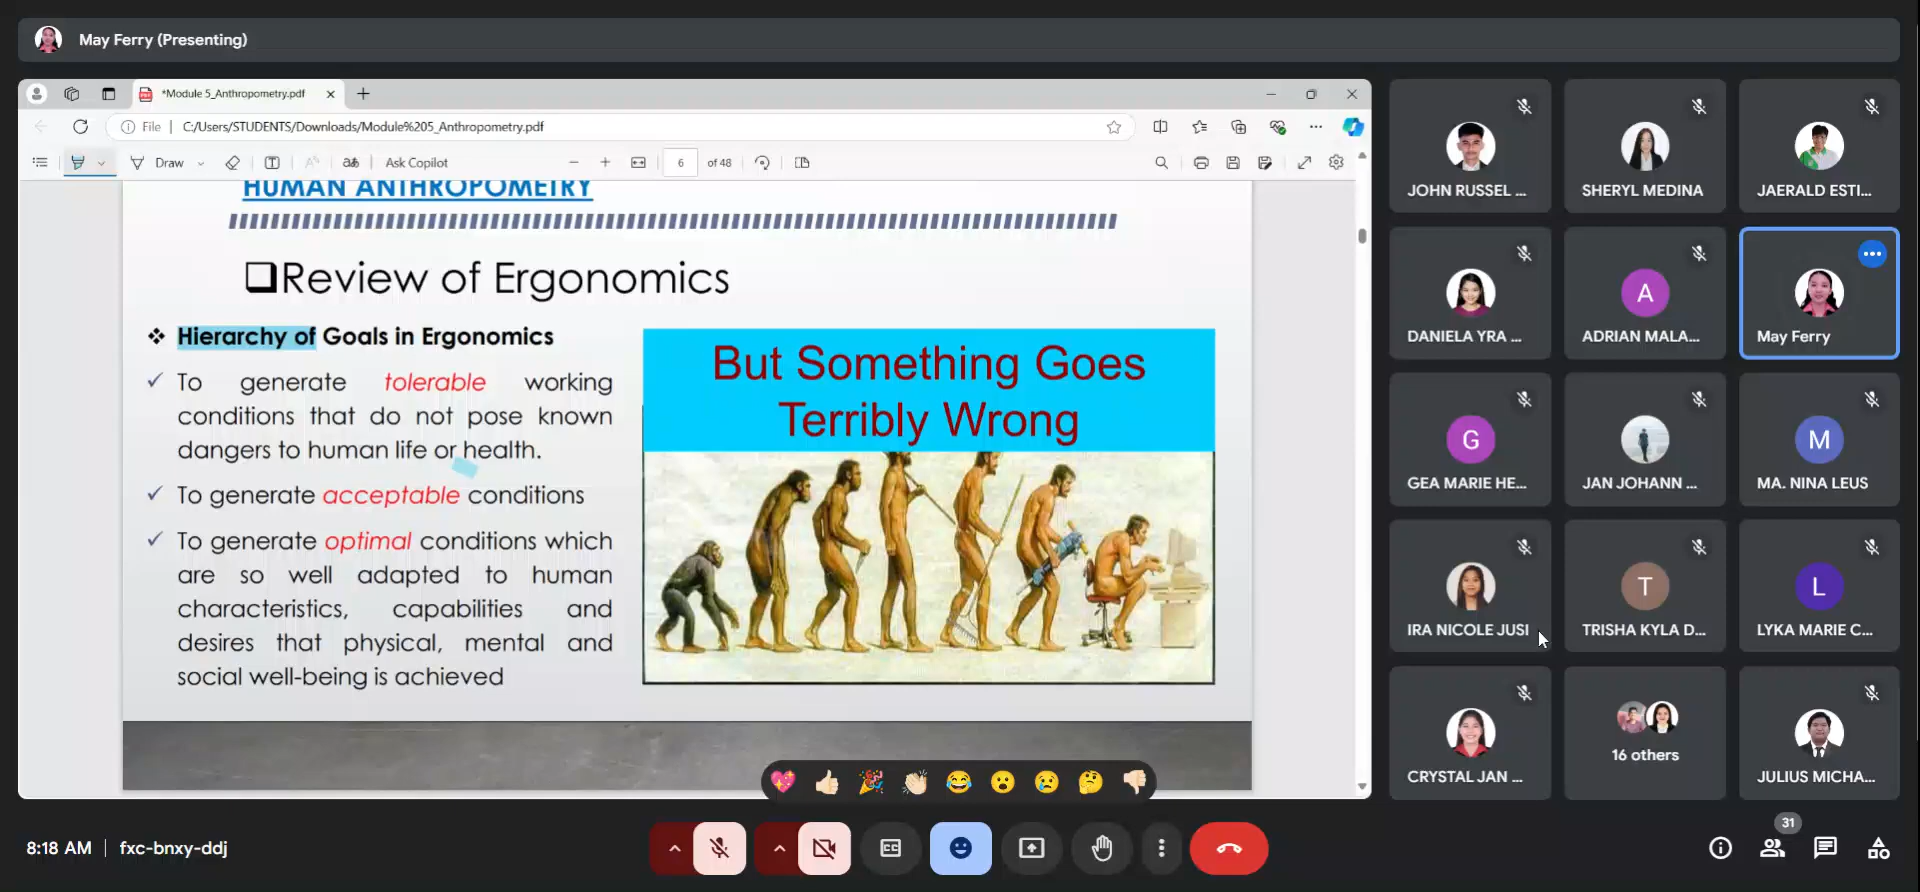 May Ferry (Presenting)
*Module 5_Anthropometry.pdf
File
C:/Users/STUDENTS/Downloads/Module%205_Anthropometry.pdf
Draw
Ask Copilot
6
of 48
HUMAN ANTHROPOMETRY
Review of Ergonomics
Hierarchy of Goals in Ergonomics
To generate tolerable working
conditions that do not pose known
dangers to human life or health.
To generate acceptable conditions
To generate optimal conditions which
are so well adapted to human
characteristics, capabilities and
desires that physical, mental and
social well-being is achieved
But Something Goes
Terribly Wrong
JOHN RUSSEL ...
SHERYL MEDINA
JAERALD ESTI...
DANIELA YRA ...
A
ADRIAN MALA...
May Ferry
G
GEA MARIE HE...
JAN JOHANN ...
M
MA. NINA LEUS
IRA NICOLE JUSI
T
TRISHA KYLA D...
L
LYKA MARIE C...
CRYSTAL JAN ...
16 others
JULIUS MICHA...
8:18 AM
fxc-bnxy-ddj
CC
31